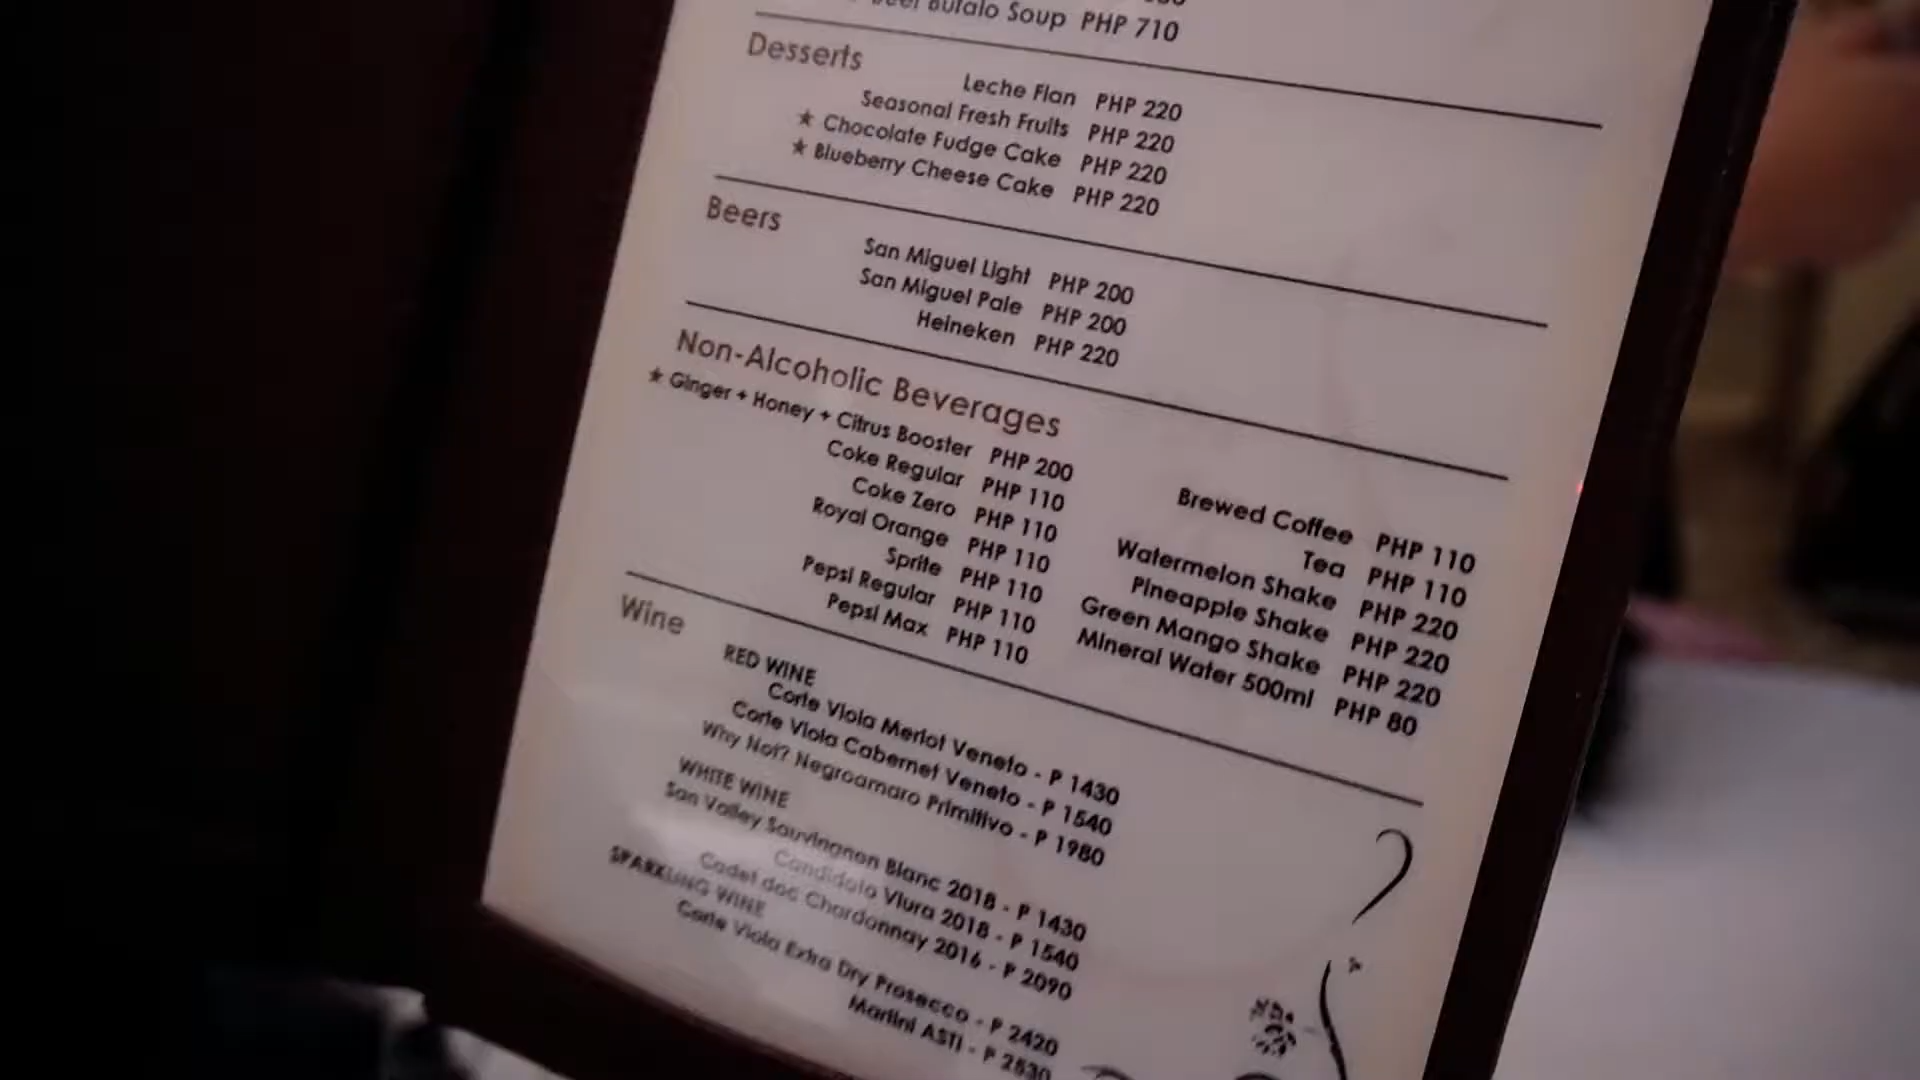 Beef Bufalo Soup PHP 710
Desserts
Leche Flan PHP 220
Seasonal Fresh Fruits PHP 220
★ Chocolate Fudge Cake PHP 220
★ Blueberry Cheese Cake PHP 220
Beers
San Miguel Light PHP 200
San Miguel Pale PHP 200
Heineken PHP 220
Non-Alcoholic Beverages
★ Ginger + Honey + Citrus Booster PHP 200
Coke Regular PHP 110
Coke Zero PHP 110
Royal Orange PHP 110
Sprite PHP 110
Pepsi Regular PHP 110
Pepsi Max PHP 110
Brewed Coffee PHP 110
Tea PHP 110
Watermelon Shake PHP 220
Pineapple Shake PHP 220
Green Mango Shake PHP 220
Mineral Water 500ml PHP 80
Wine
RED WINE
Corte Viola Merlot Veneto - P 1430
Corte Viola Cabernet Veneto - P 1540
Why Not? Negroamaro Primitivo - P 1980
WHITE WINE
San Valley Sauvingnon Blanc 2018 - P 1430
Candidato Viura 2018 - P 1540
Cadet doc Chardonnay 2016 - P 2090
SPARKLING WINE
Corte Viola Extra Dry Prosecco - P 2420
Martini ASTI - P 2530